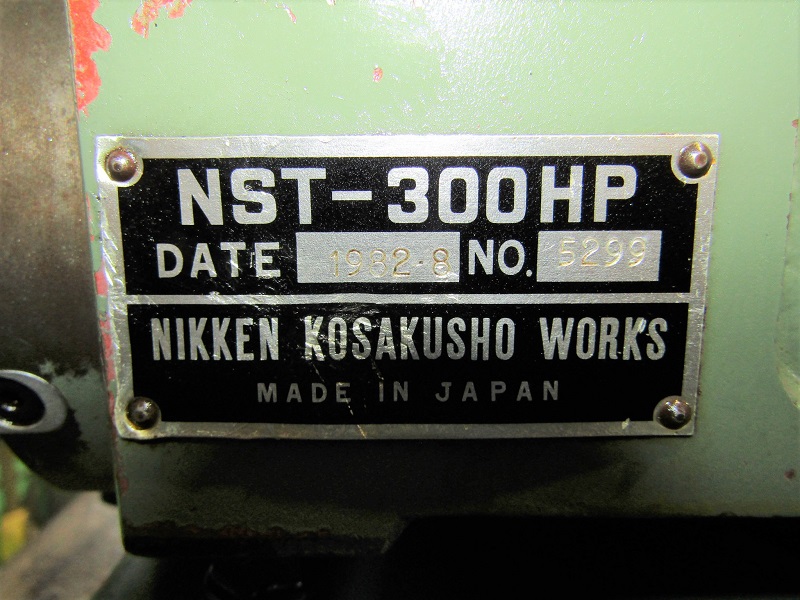 NST-300HP
DATE 1982·8 NO. 5299
NIKKEN KOSAKUSHO WORKS
MADE IN JAPAN